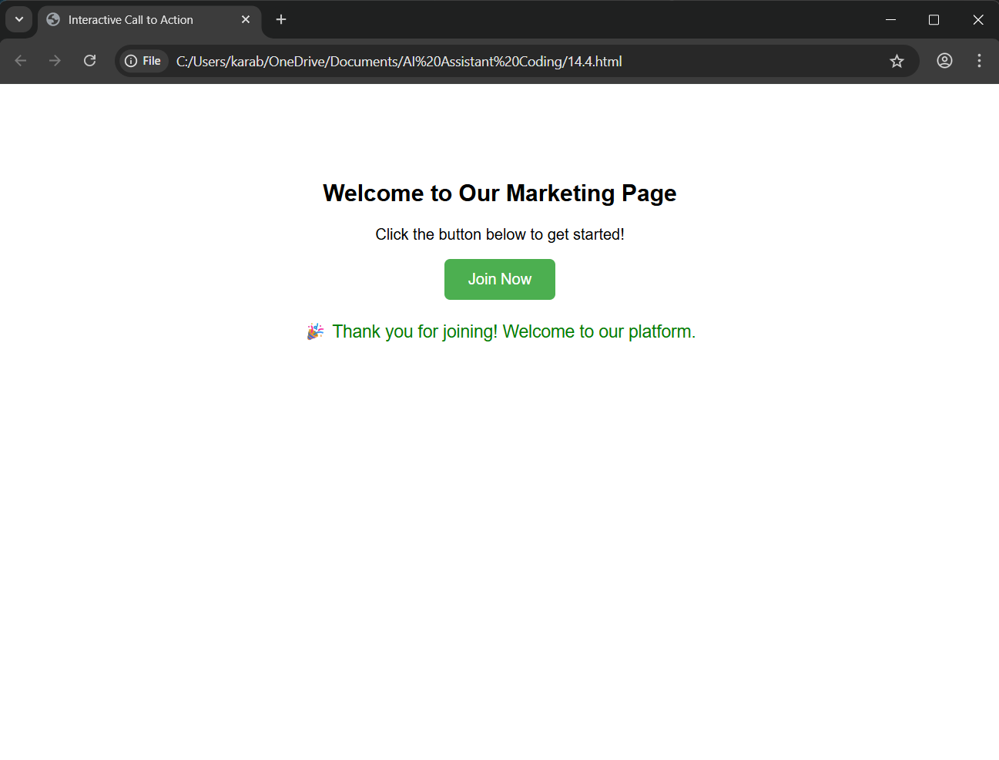 Interactive Call to Action
File C:/Users/karab/OneDrive/Documents/AI%20Assistant%20Coding/14.4.html
Welcome to Our Marketing Page
Click the button below to get started!
Join Now
🎉 Thank you for joining! Welcome to our platform.